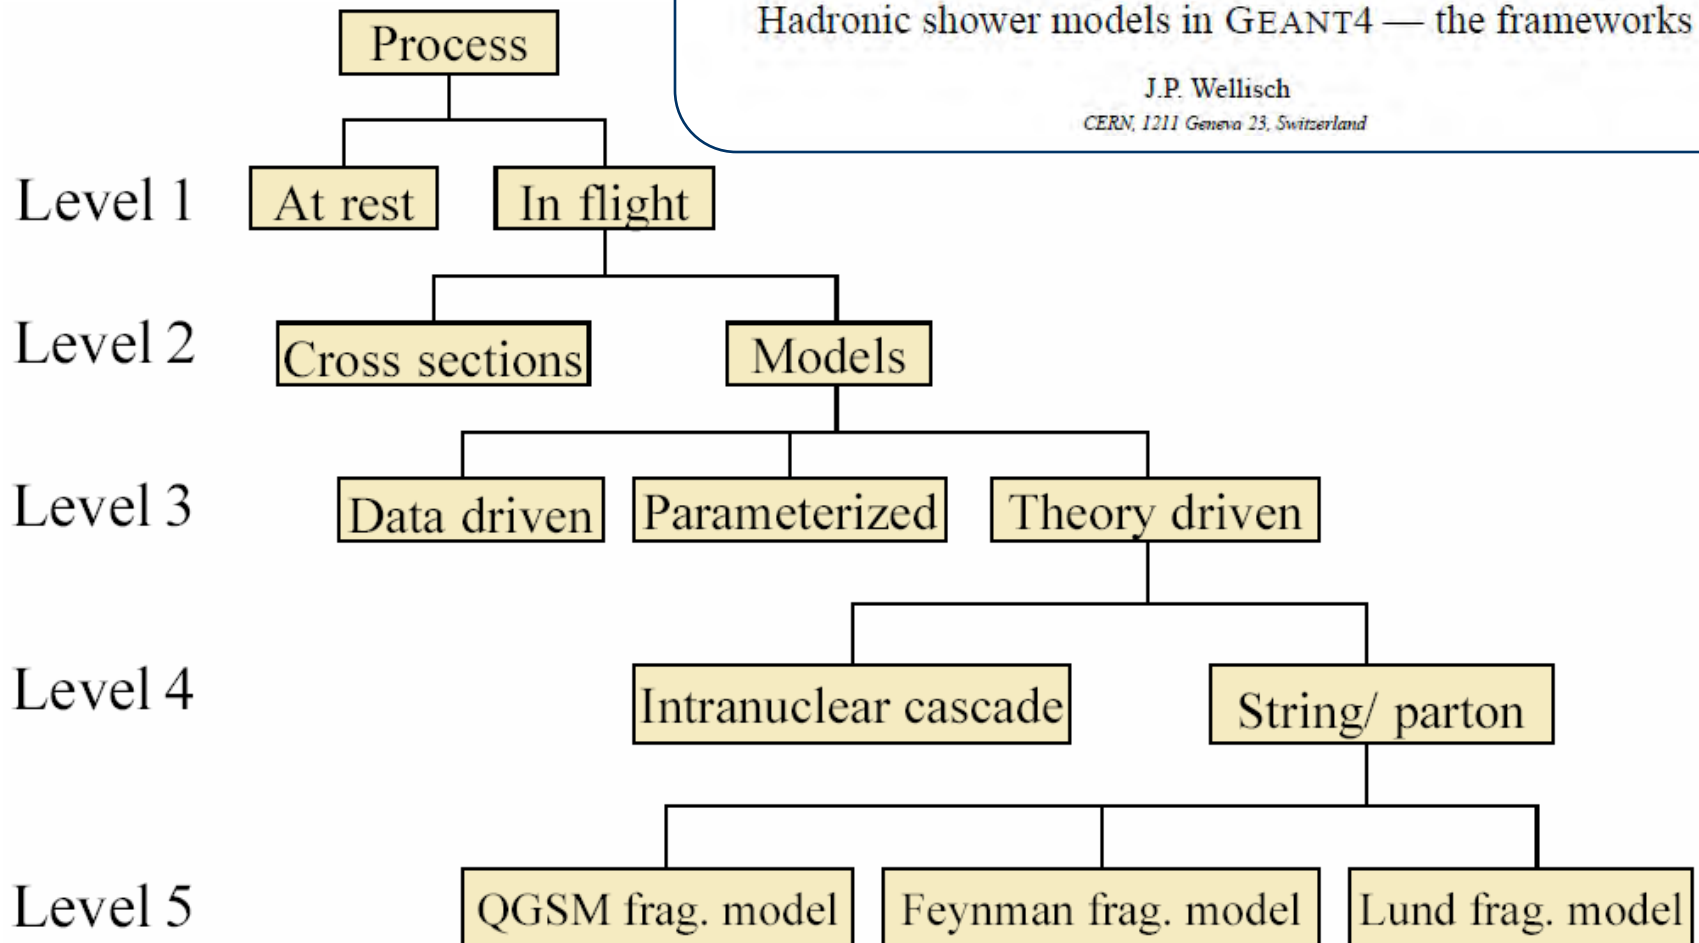 Hadronic shower models in GEANT4 — the frameworks
J.P. Wellisch
CERN, 1211 Geneva 23, Switzerland
Process
Level 1
At rest
In flight
Level 2
Cross sections
Models
Level 3
Data driven
Parameterized
Theory driven
Level 4
Intranuclear cascade
String/ parton
Level 5
QGSM frag. model
Feynman frag. model
Lund frag. model